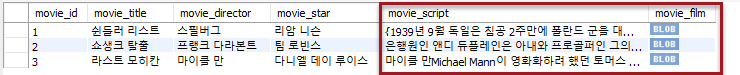 movie_id movie_title movie_director movie_star movie_script movie_film
1 쉰들러 리스트 스필버그 리암 니슨 {1939년 9월 독일은 침공 2주만에 폴란드 군을 대... BLOB
2 쇼생크 탈출 프랭크 다라본트 팀 로빈스 은행원인 앤디 듀플레인은 아내와 프로골퍼인 그의... BLOB
3 라스트 모히칸 마이클 만 다니엘 데이 루이스 마이클 만Michael Mann이 영화화하려 했던 토머스 ... BLOB